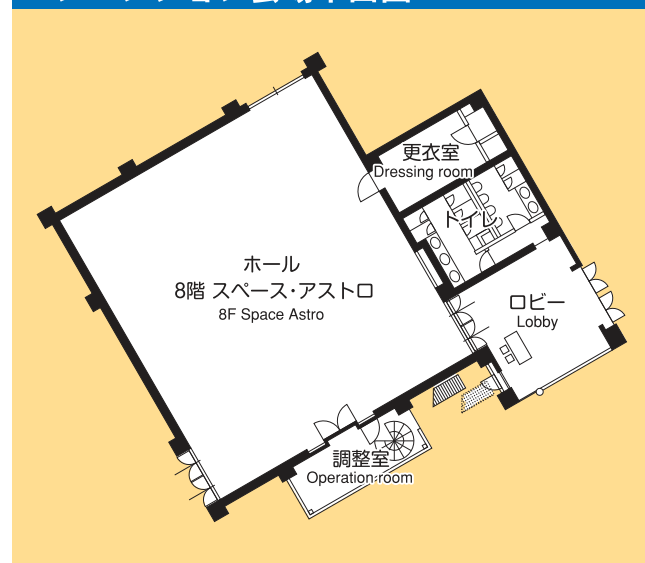 更衣室
Dressing room
トイレ
ホール
8階 スペース・アストロ
8F Space Astro
ロビー
Lobby
調整室
Operation room